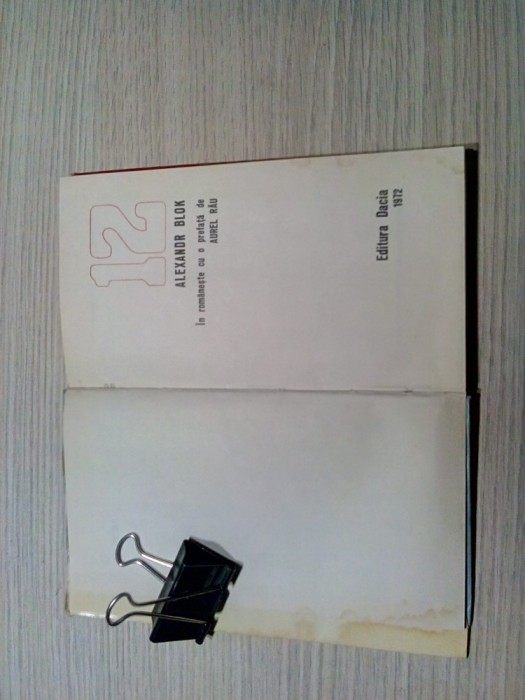 12
ALEXANDR BLOK
În românește cu o prefață de
AUREL RĂU
Editura Dacia
1972